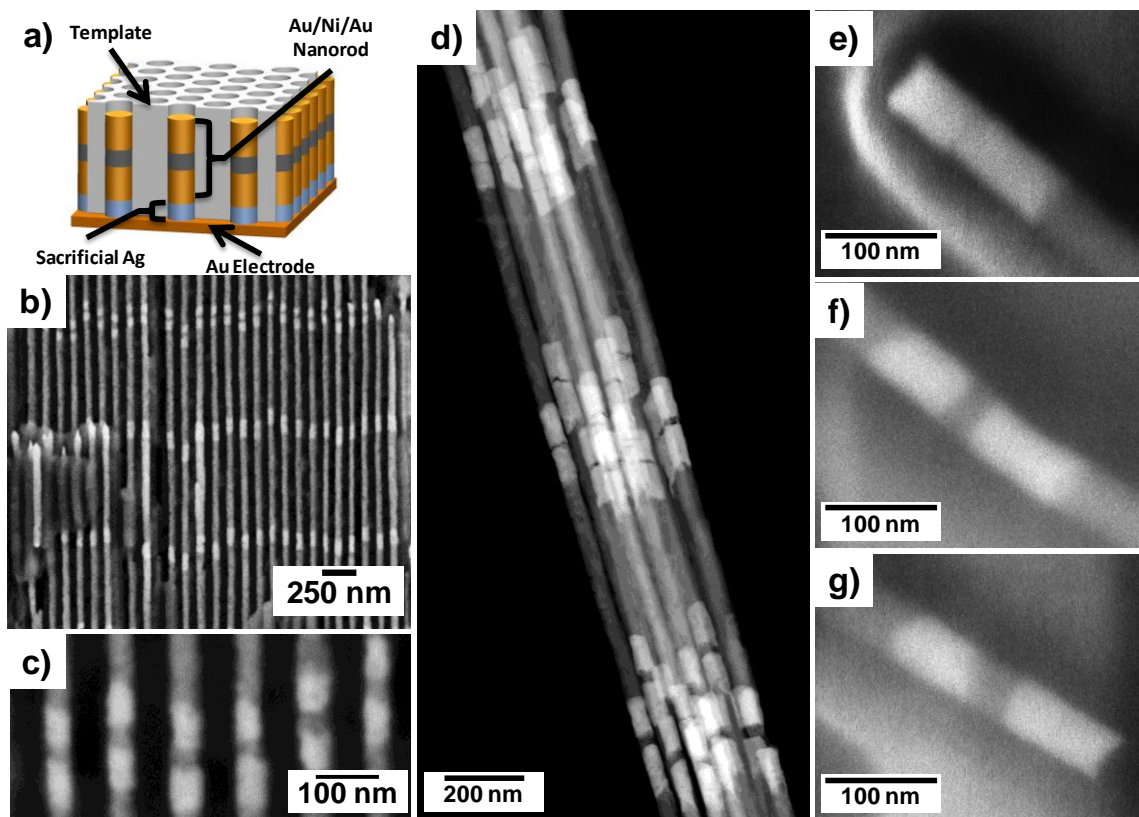 a)
Template
Au/Ni/Au
Nanorod
Sacrificial Ag
Au Electrode
b)
250 nm
c)
100 nm
d)
200 nm
e)
100 nm
f)
100 nm
g)
100 nm